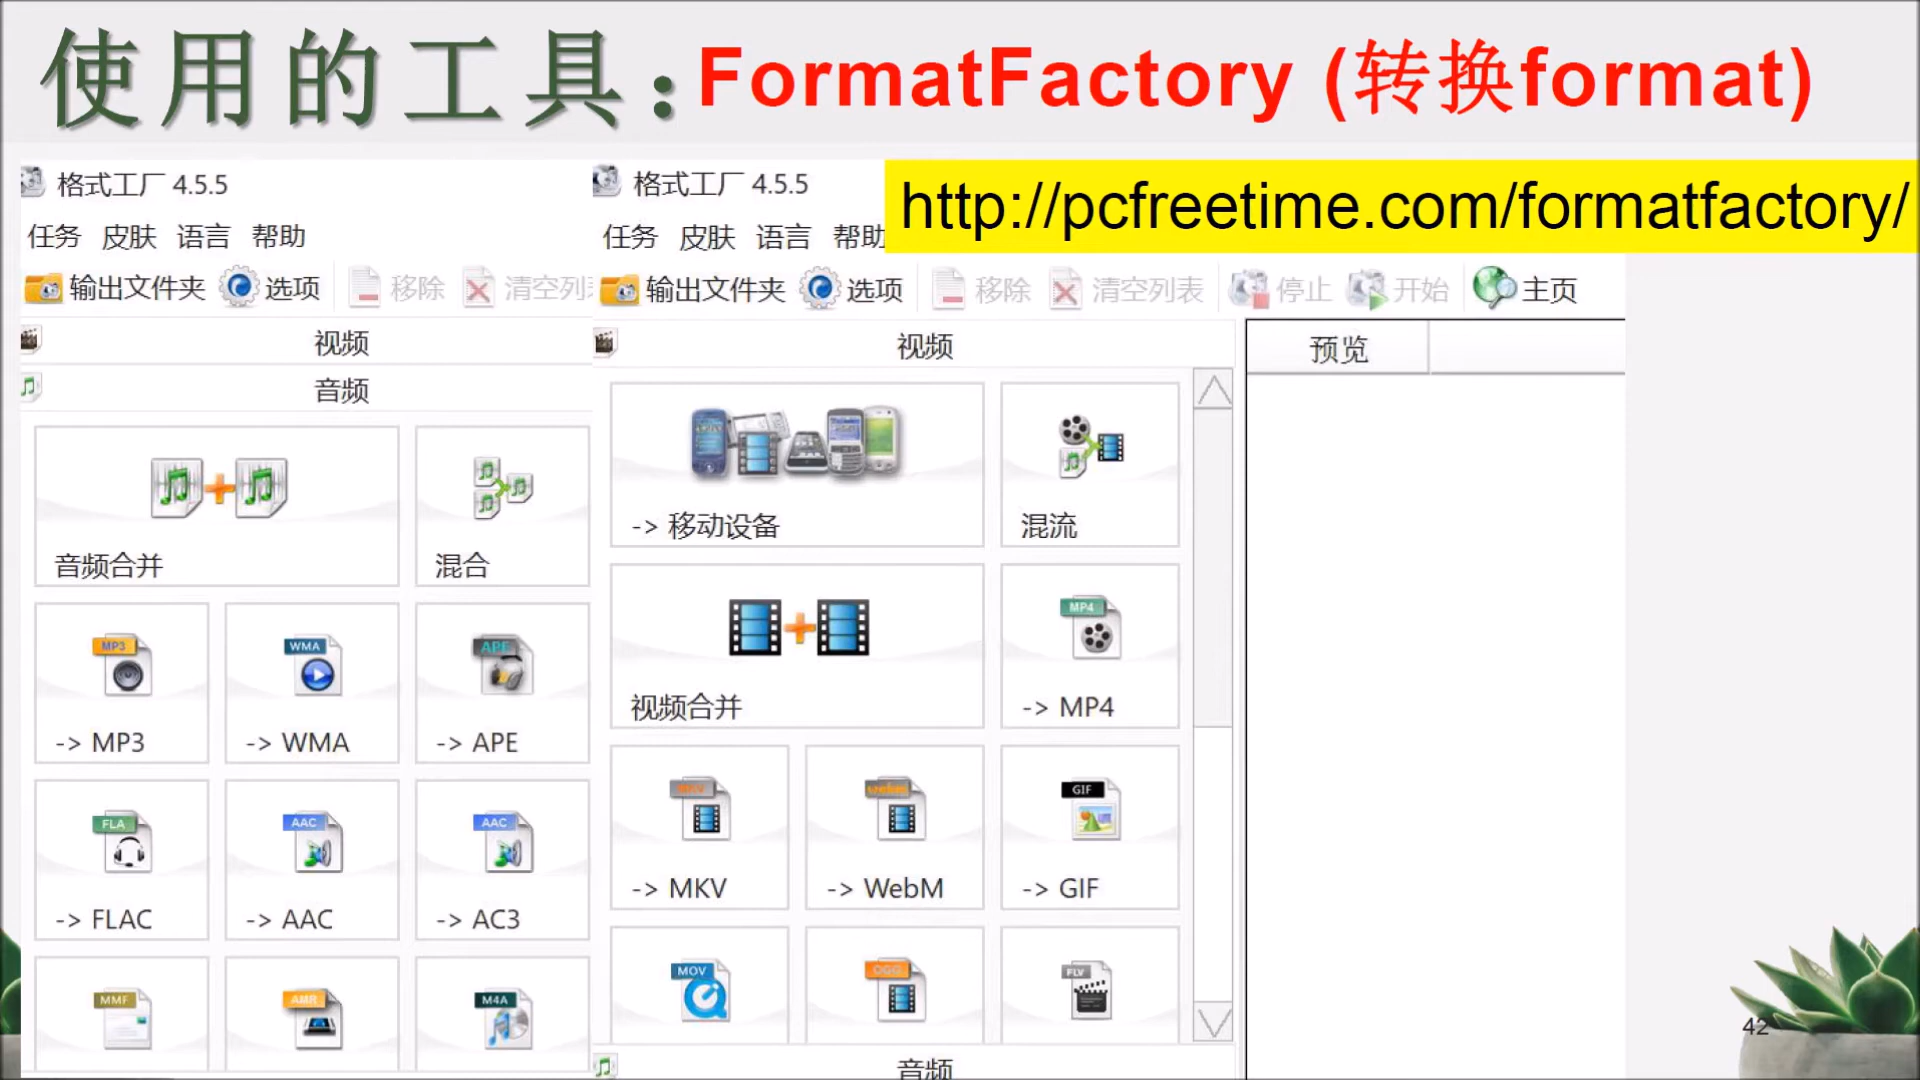 使用的工具：FormatFactory (转换format)
http://pcfreetime.com/formatfactory/
格式工厂 4.5.5
任务 皮肤 语言 帮助
输出文件夹 选项 移除 清空列
视频
音频
音频合并 混合
MP3 WMA APE
-> MP3 -> WMA -> APE
FLA AAC AAC
-> FLAC -> AAC -> AC3
MMF AMR M4A
格式工厂 4.5.5
任务 皮肤 语言 帮助
输出文件夹 选项 移除 清空列表 停止 开始 主页
视频
预览
-> 移动设备 混流
MP4
视频合并 -> MP4
MKV webm GIF
-> MKV -> WebM -> GIF
MOV OGG FLV
音频
42